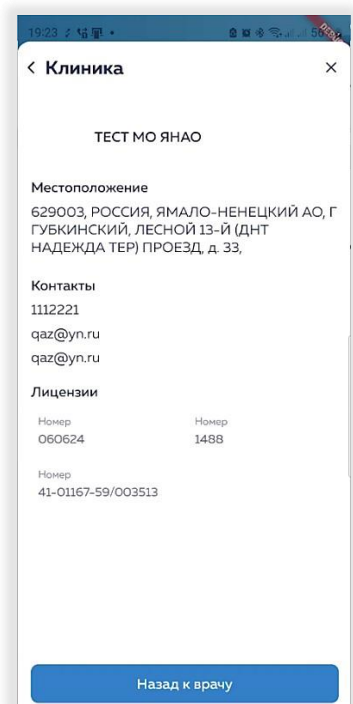 19:23
56
DEBUG
Клиника
ТЕСТ МО ЯНАО
Местоположение
629003, РОССИЯ, ЯМАЛО-НЕНЕЦКИЙ АО, Г
ГУБКИНСКИЙ, ЛЕСНОЙ 13-Й (ДНТ
НАДЕЖДА ТЕР) ПРОЕЗД, д. 33,
Контакты
1112221
qaz@yn.ru
qaz@yn.ru
Лицензии
Номер Номер
060624 1488
Номер
41-01167-59/003513
Назад к врачу